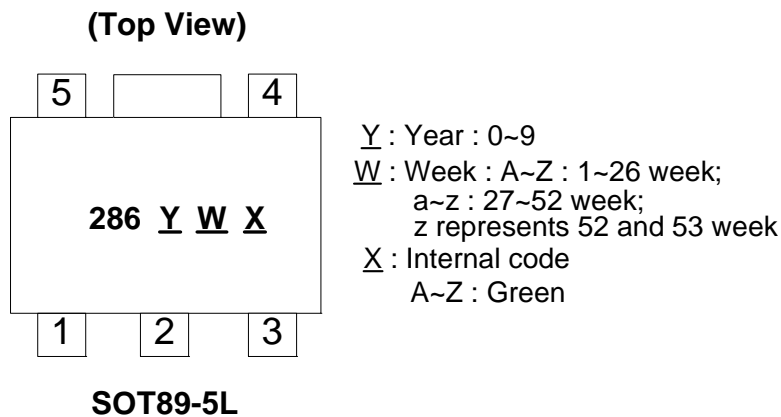 (Top View)
5 4
286 Y W X
1 2 3
SOT89-5L
Y : Year : 0~9
W : Week : A~Z : 1~26 week;
a~z : 27~52 week;
z represents 52 and 53 week
X : Internal code
A~Z : Green